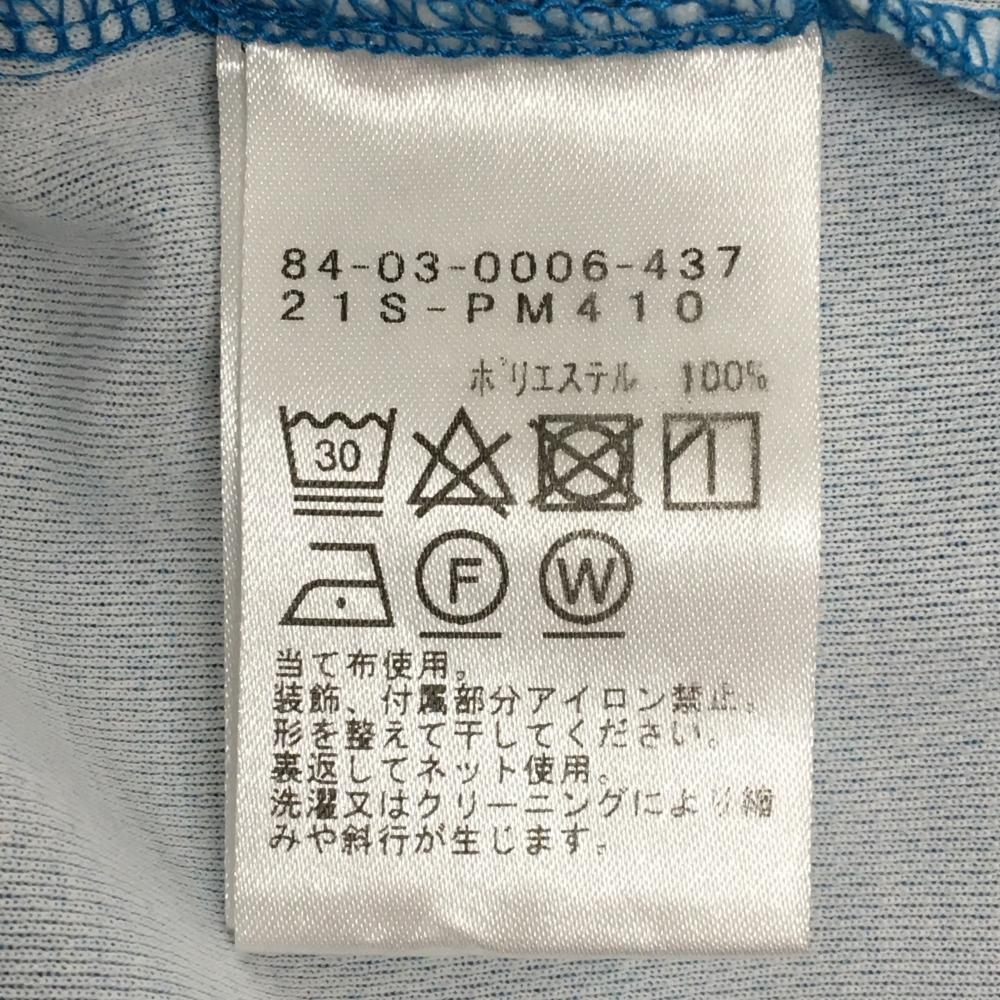 84-03-0006-437
21S-PM410
ポリエステル 100%
30
F W
当て布使用。
装飾、付属部分アイロン禁止。
形を整えて干してください。
裏返してネット使用。
洗濯又はクリーニングにより縮
みや斜行が生じます。